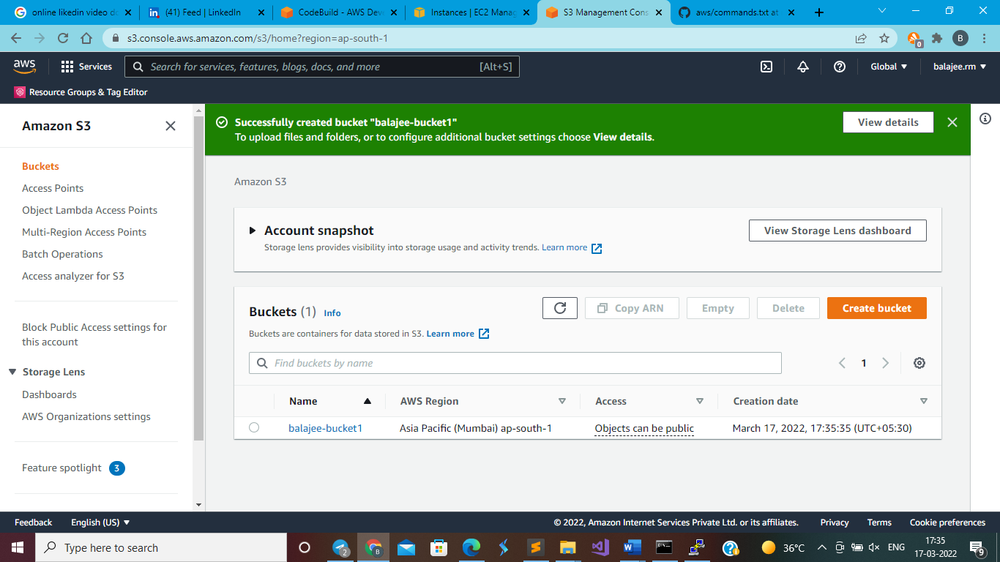 online likedin video do
(41) Feed | LinkedIn
CodeBuild - AWS Deve
Instances | EC2 Manag
S3 Management Cons
aws/commands.txt at
s3.console.aws.amazon.com/s3/home?region=ap-south-1
0
B
aws
Services
Search for services, features, blogs, docs, and more
[Alt+S]
Global
balajee.rm
Resource Groups & Tag Editor
Amazon S3
Buckets
Access Points
Object Lambda Access Points
Multi-Region Access Points
Batch Operations
Access analyzer for S3
Block Public Access settings for
this account
Storage Lens
Dashboards
AWS Organizations settings
Feature spotlight 3
Successfully created bucket "balajee-bucket1"
To upload files and folders, or to configure additional bucket settings choose View details.
View details
Amazon S3
Account snapshot
Storage lens provides visibility into storage usage and activity trends. Learn more
View Storage Lens dashboard
Buckets (1) Info
Buckets are containers for data stored in S3. Learn more
Copy ARN
Empty
Delete
Create bucket
Find buckets by name
1
Name AWS Region Access Creation date
balajee-bucket1 Asia Pacific (Mumbai) ap-south-1 Objects can be public March 17, 2022, 17:35:35 (UTC+05:30)
Feedback English (US)
© 2022, Amazon Internet Services Private Ltd. or its affiliates. Privacy Terms Cookie preferences
Type here to search
2
B
36°C
ENG
17:35
17-03-2022
9